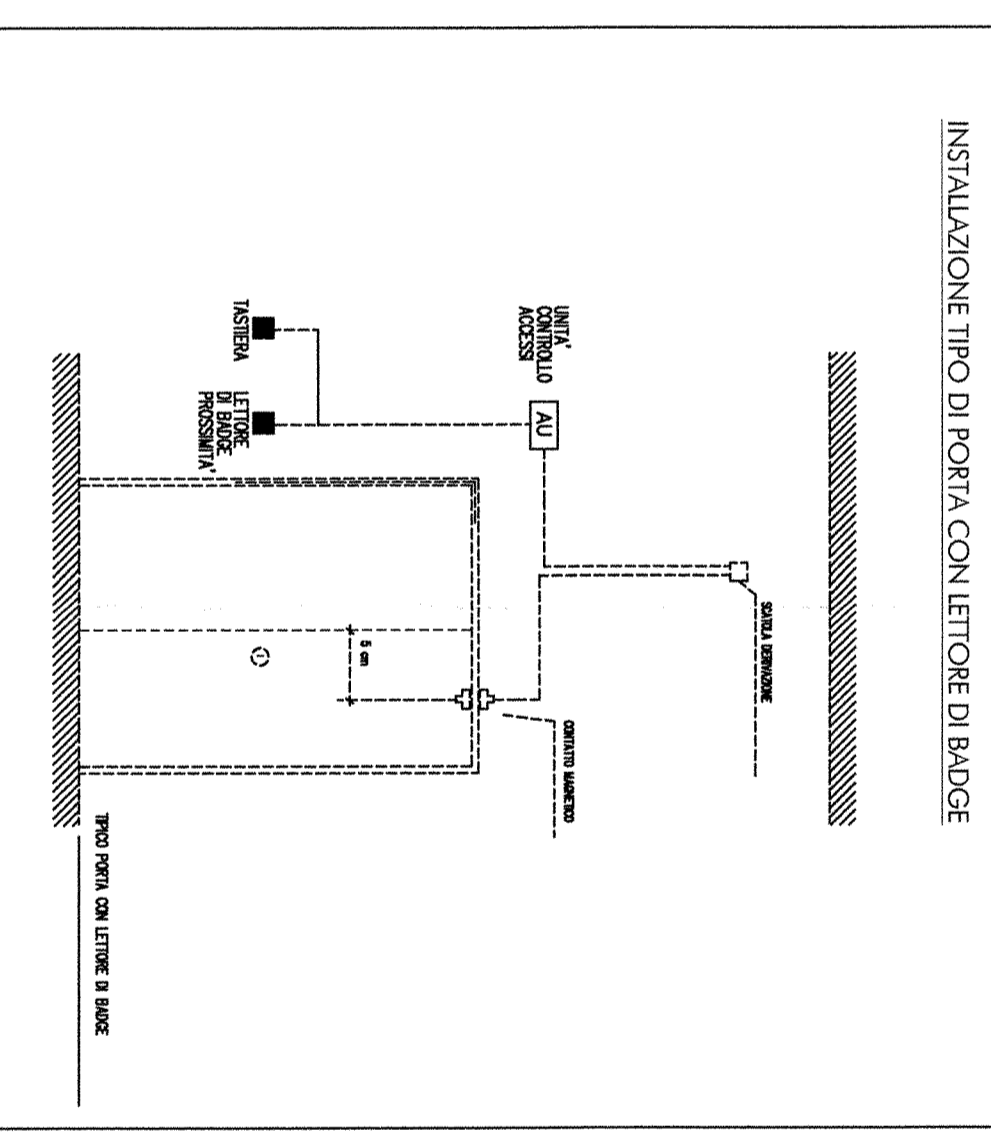 INSTALLAZIONE TIPO DI PORTA CON LETTORE DI BADGE
SCATOLA DERIVAZIONE
UNITA'
CONTROLLO
ACCESSI
AU
CONTATTO MAGNETICO
5 cm
TASTIERA
LETTORE
DI BADGE
PROSSIMITA'
TIPICO PORTA CON LETTORE DI BADGE